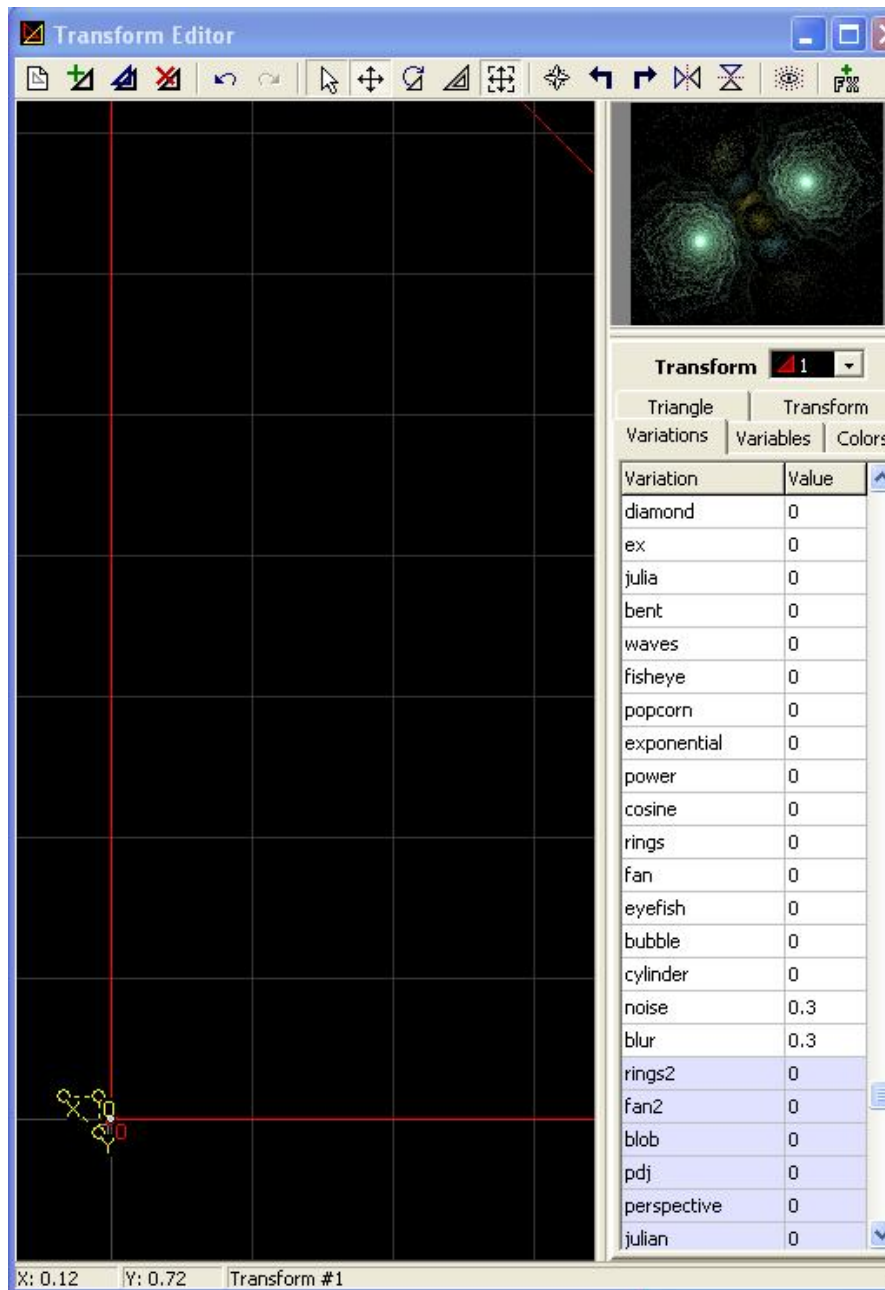 Transform Editor
FX
Transform 1
Triangle Transform
Variations Variables Colors
Variation Value
diamond 0
ex 0
julia 0
bent 0
waves 0
fisheye 0
popcorn 0
exponential 0
power 0
cosine 0
rings 0
fan 0
eyefish 0
bubble 0
cylinder 0
noise 0.3
blur 0.3
rings2 0
fan2 0
blob 0
pdj 0
perspective 0
julian 0
X O
Y O
X: 0.12 Y: 0.72 Transform #1